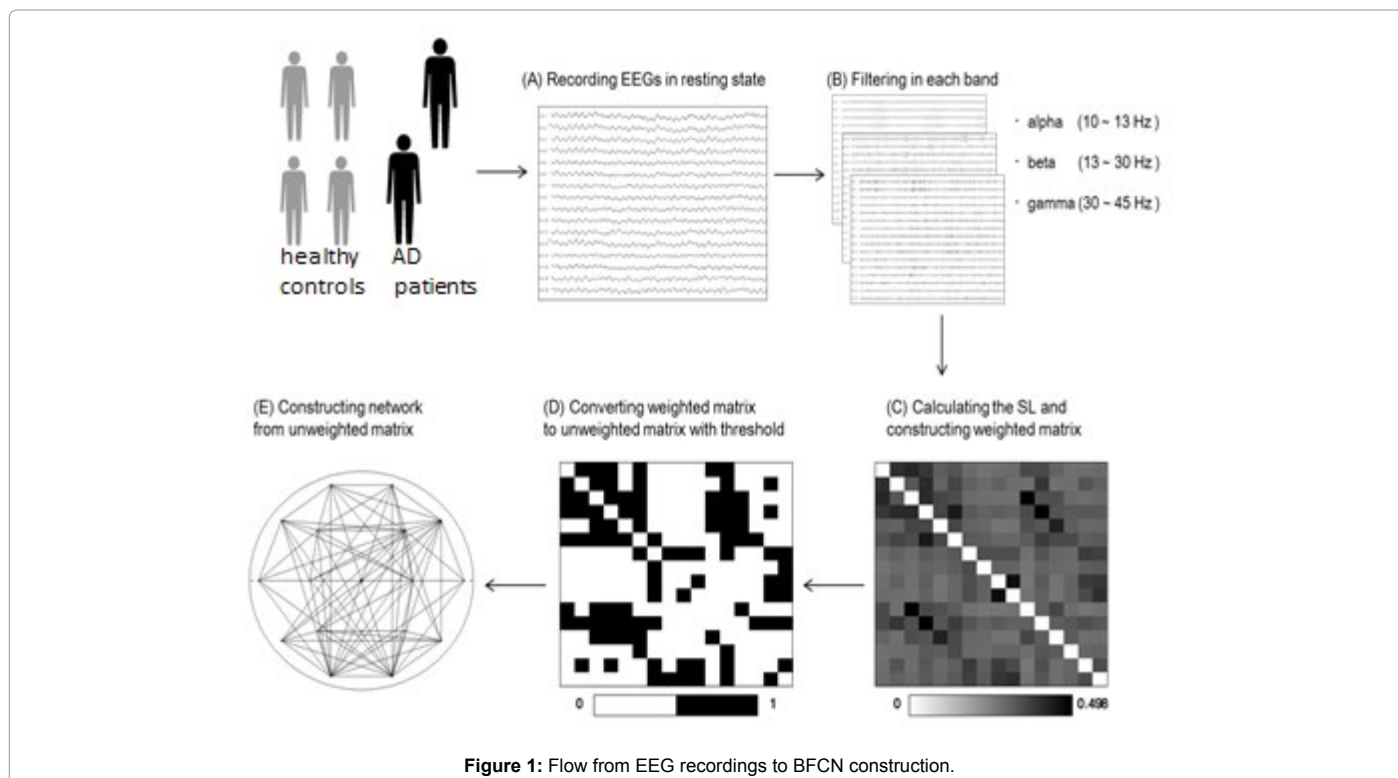 healthy
controls
AD
patients
(A) Recording EEGs in resting state
(B) Filtering in each band
· alpha (10 ~ 13 Hz )
· beta (13 ~ 30 Hz )
· gamma (30 ~ 45 Hz )
(C) Calculating the SL and
constructing weighted matrix
0 0.498
(D) Converting weighted matrix
to unweighted matrix with threshold
0 1
(E) Constructing network
from unweighted matrix
Figure 1: Flow from EEG recordings to BFCN construction.